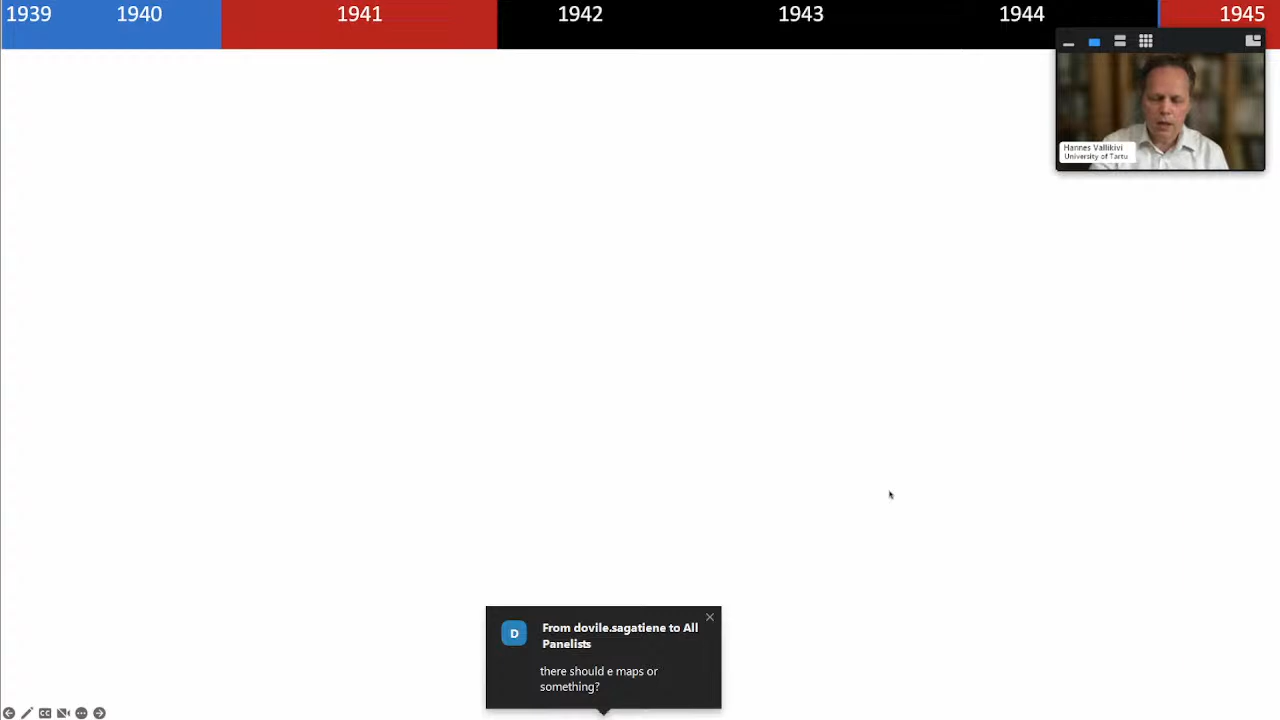 1939 1940 1941 1942 1943 1944 1945
Hannes Vallikivi
University of Tartu
D
From dovile.sagatiene to All
Panelists
there should e maps or
something?
CC